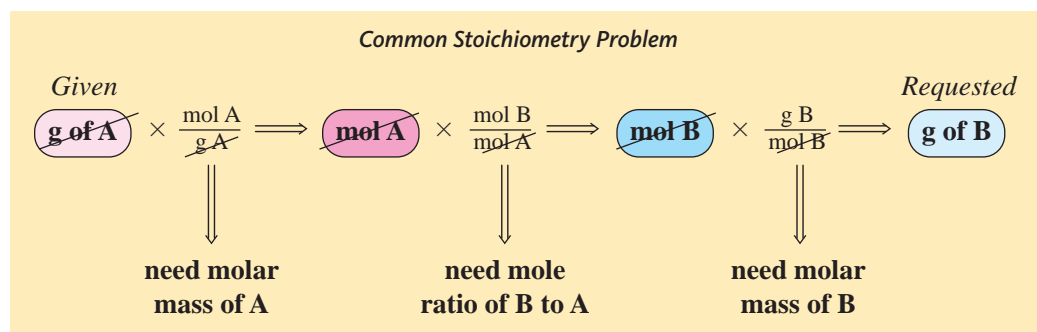 Common Stoichiometry Problem
Given
Requested
g of A × mol A / g A ⟹ mol A × mol B / mol A ⟹ mol B × g B / mol B ⟹ g of B
need molar
mass of A
need mole
ratio of B to A
need molar
mass of B